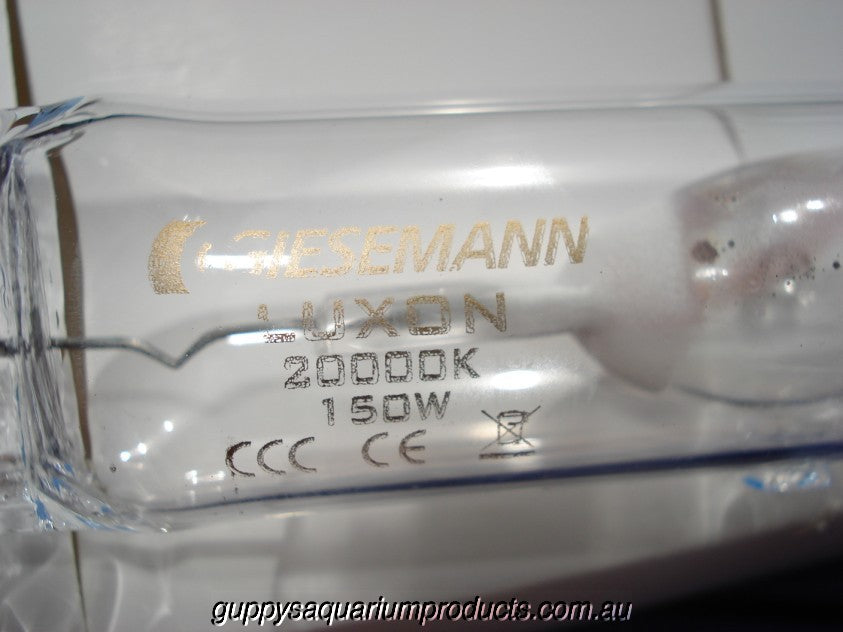 GIESEMANN
LUXON
20000K
150W
CCC CE
guppysaquariumproducts.com.au